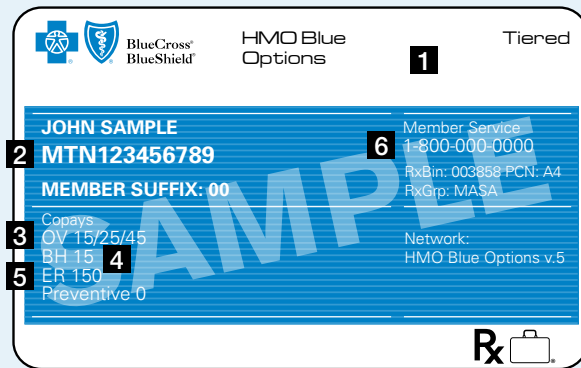 BlueCross®
BlueShield®
HMO Blue
Options
Tiered
1
JOHN SAMPLE
2 MTN123456789
MEMBER SUFFIX: 00
Copays
3 OV 15/25/45
BH 15 4
5 ER 150
Preventive 0
Member Service
6 1-800-000-0000
RxBin: 003858 PCN: A4
RxGrp: MASA
Network:
HMO Blue Options v.5
SAMPLE
Rx